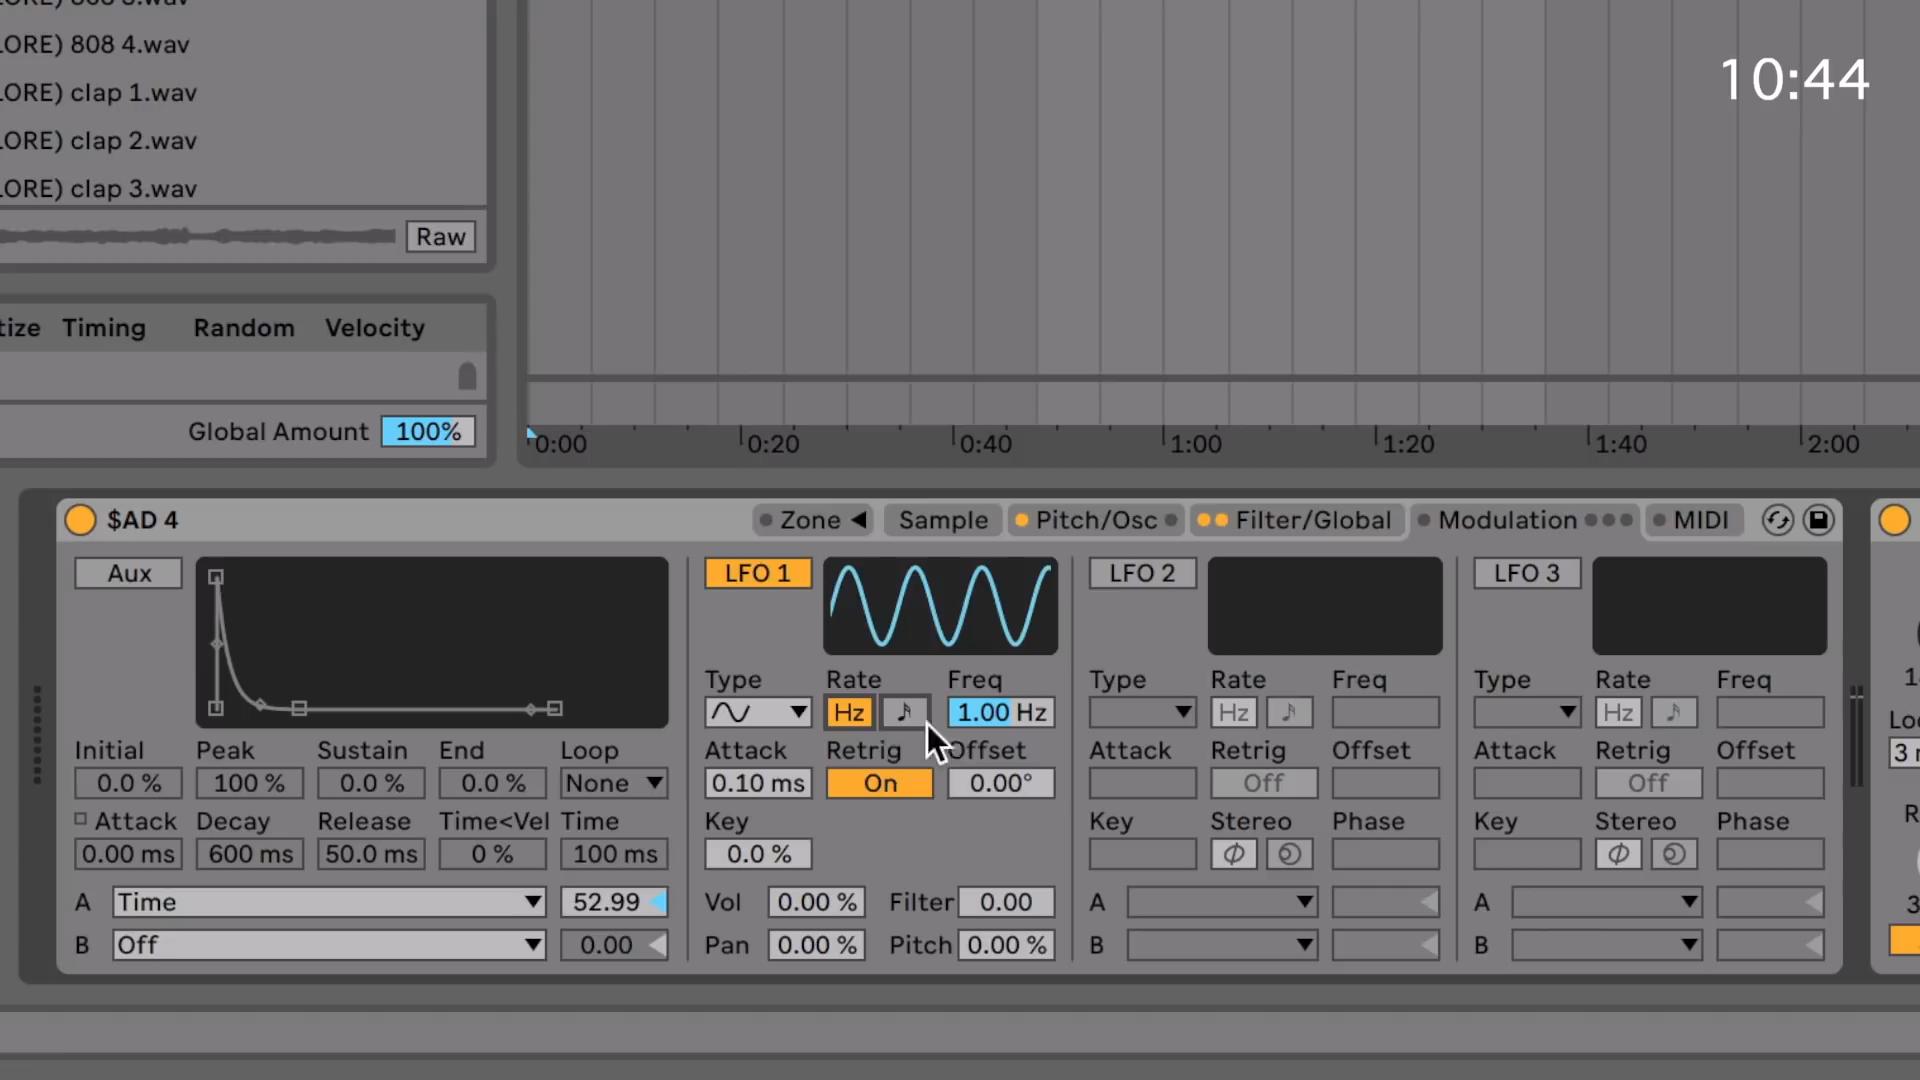 LORE) 808 4.wav
LORE) clap 1.wav
LORE) clap 2.wav
LORE) clap 3.wav
Raw
tize Timing Random Velocity
Global Amount 100%
10:44
0:00 0:20 0:40 1:00 1:20 1:40 2:00
$AD 4 Zone Sample Pitch/Osc Filter/Global Modulation MIDI
Aux LFO 1 LFO 2 LFO 3
Type Rate Freq Type Rate Freq Type Rate Freq
Hz 1.00 Hz Hz Hz
Initial Peak Sustain End Loop Attack Retrig Offset Attack Retrig Offset Attack Retrig Offset
0.0 % 100 % 0.0 % 0.0 % None 0.10 ms On 0.00° Off Off
Attack Decay Release Time<Vel Time Key Key Stereo Phase Key Stereo Phase
0.00 ms 600 ms 50.0 ms 0 % 100 ms 0.0 %
A Time 52.99 Vol 0.00 % Filter 0.00 A A
B Off 0.00 Pan 0.00 % Pitch 0.00 % B B